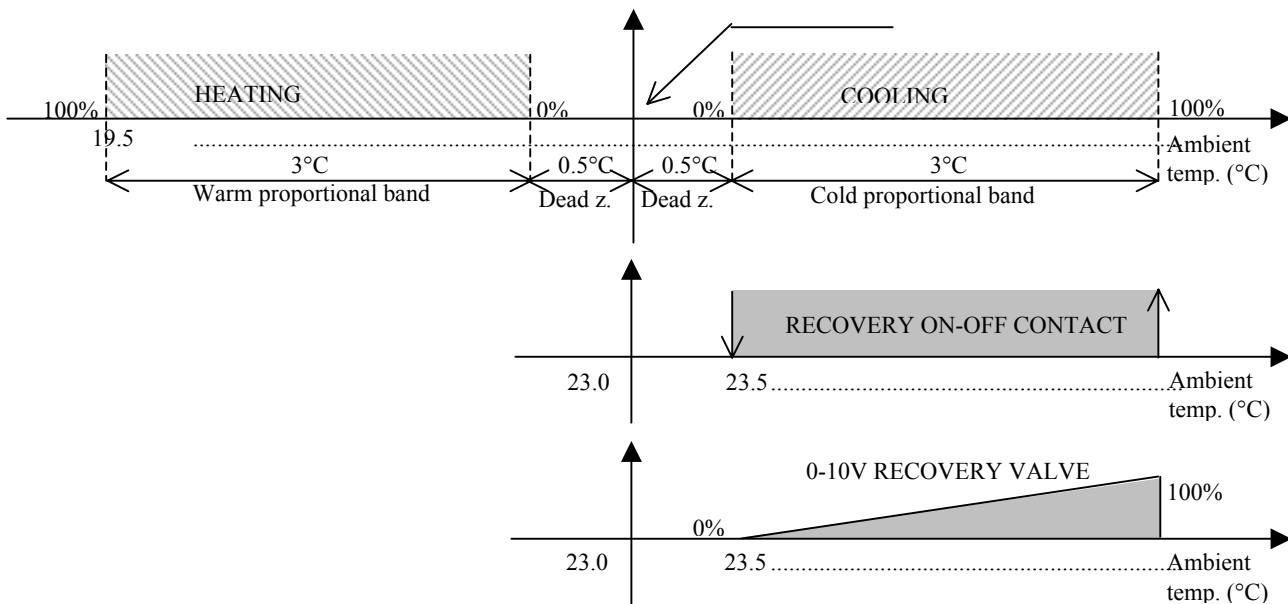 HEATING
COOLING
100%
0%
0%
100%
19.5
Ambient
temp. (°C)
3°C
0.5°C
0.5°C
3°C
Warm proportional band
Dead z.
Dead z.
Cold proportional band
RECOVERY ON-OFF CONTACT
23.0
23.5
Ambient
temp. (°C)
0-10V RECOVERY VALVE
100%
0%
23.0
23.5
Ambient
temp. (°C)